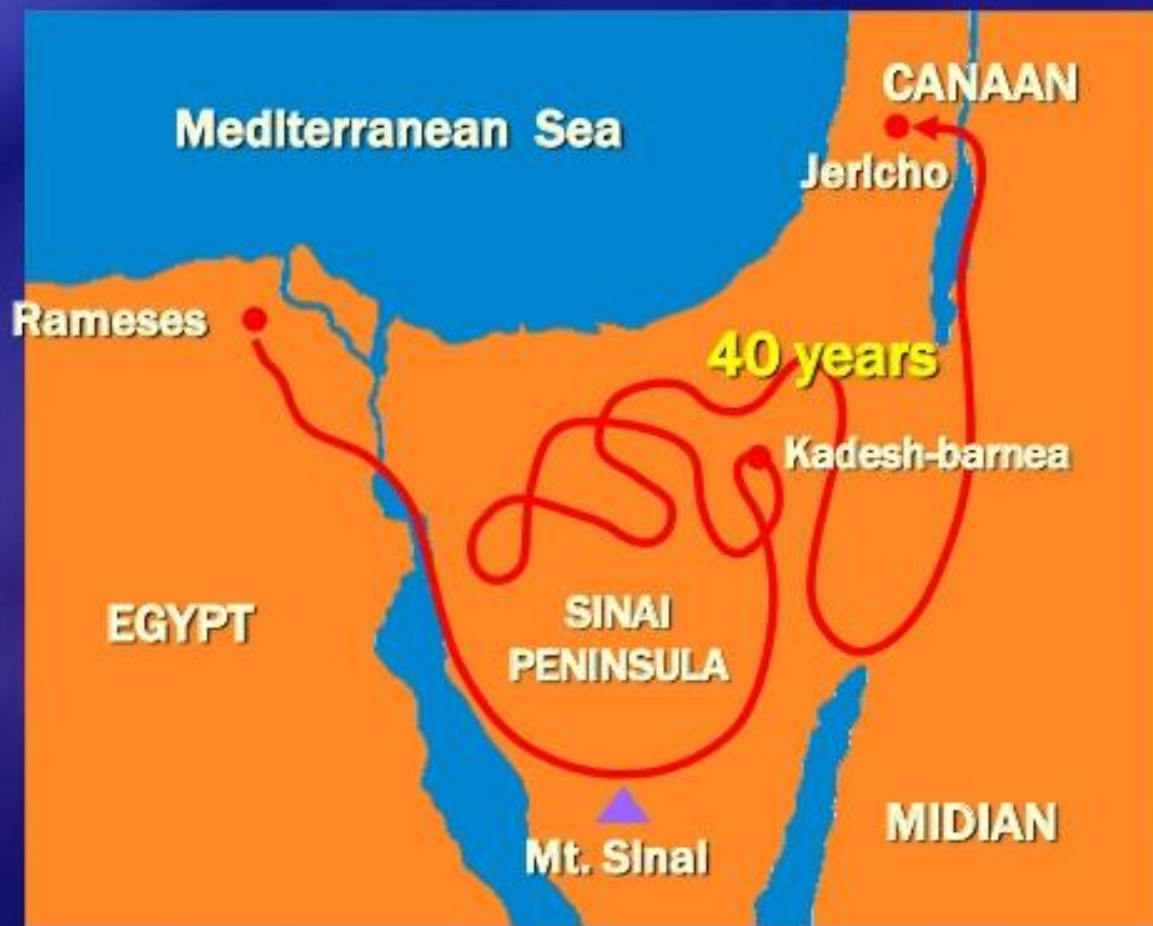 CANAAN
Mediterranean Sea
Jericho
Rameses
40 years
Kadesh-barnea
EGYPT
SINAI
PENINSULA
MIDIAN
Mt. Sinai